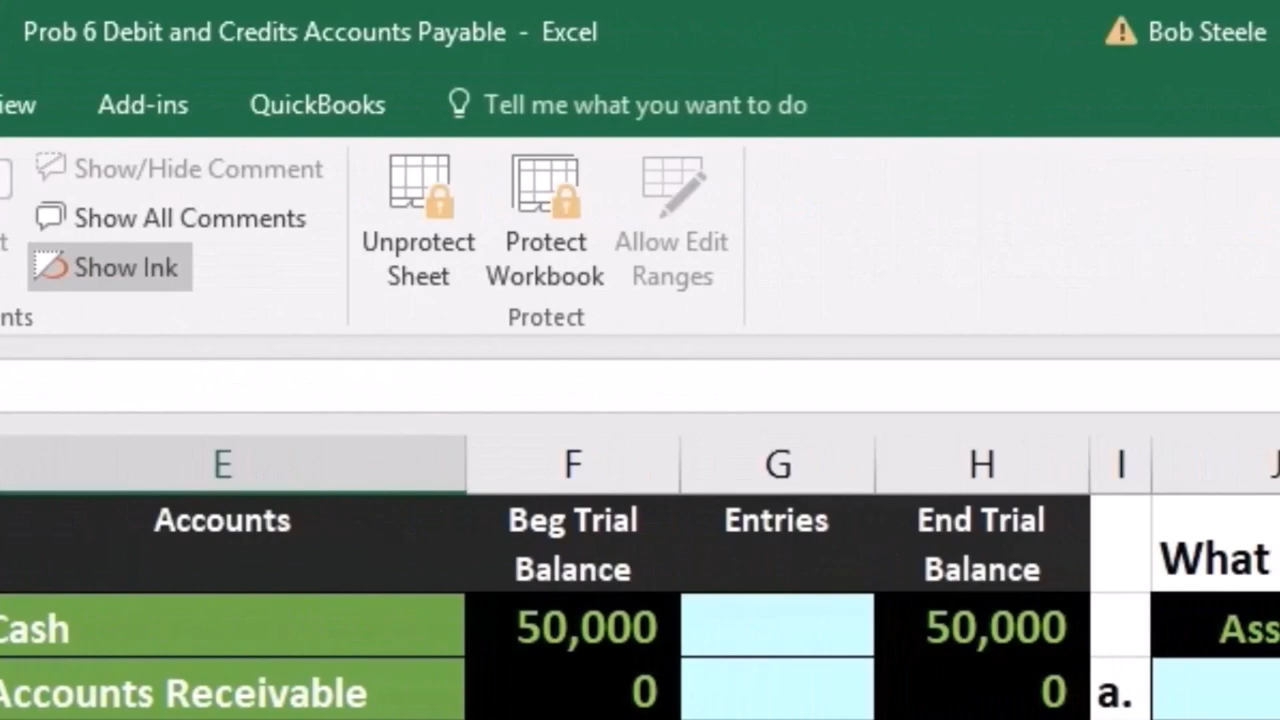 Prob 6 Debit and Credits Accounts Payable - Excel
Bob Steele
iew Add-ins QuickBooks Tell me what you want to do
Show/Hide Comment
Show All Comments
t
Show Ink
nts
Unprotect Sheet
Protect Workbook
Allow Edit Ranges
Protect
E F G H I J
Accounts Beg Trial Balance Entries End Trial Balance What
Cash 50,000 50,000 Ass
Accounts Receivable 0 0 a.